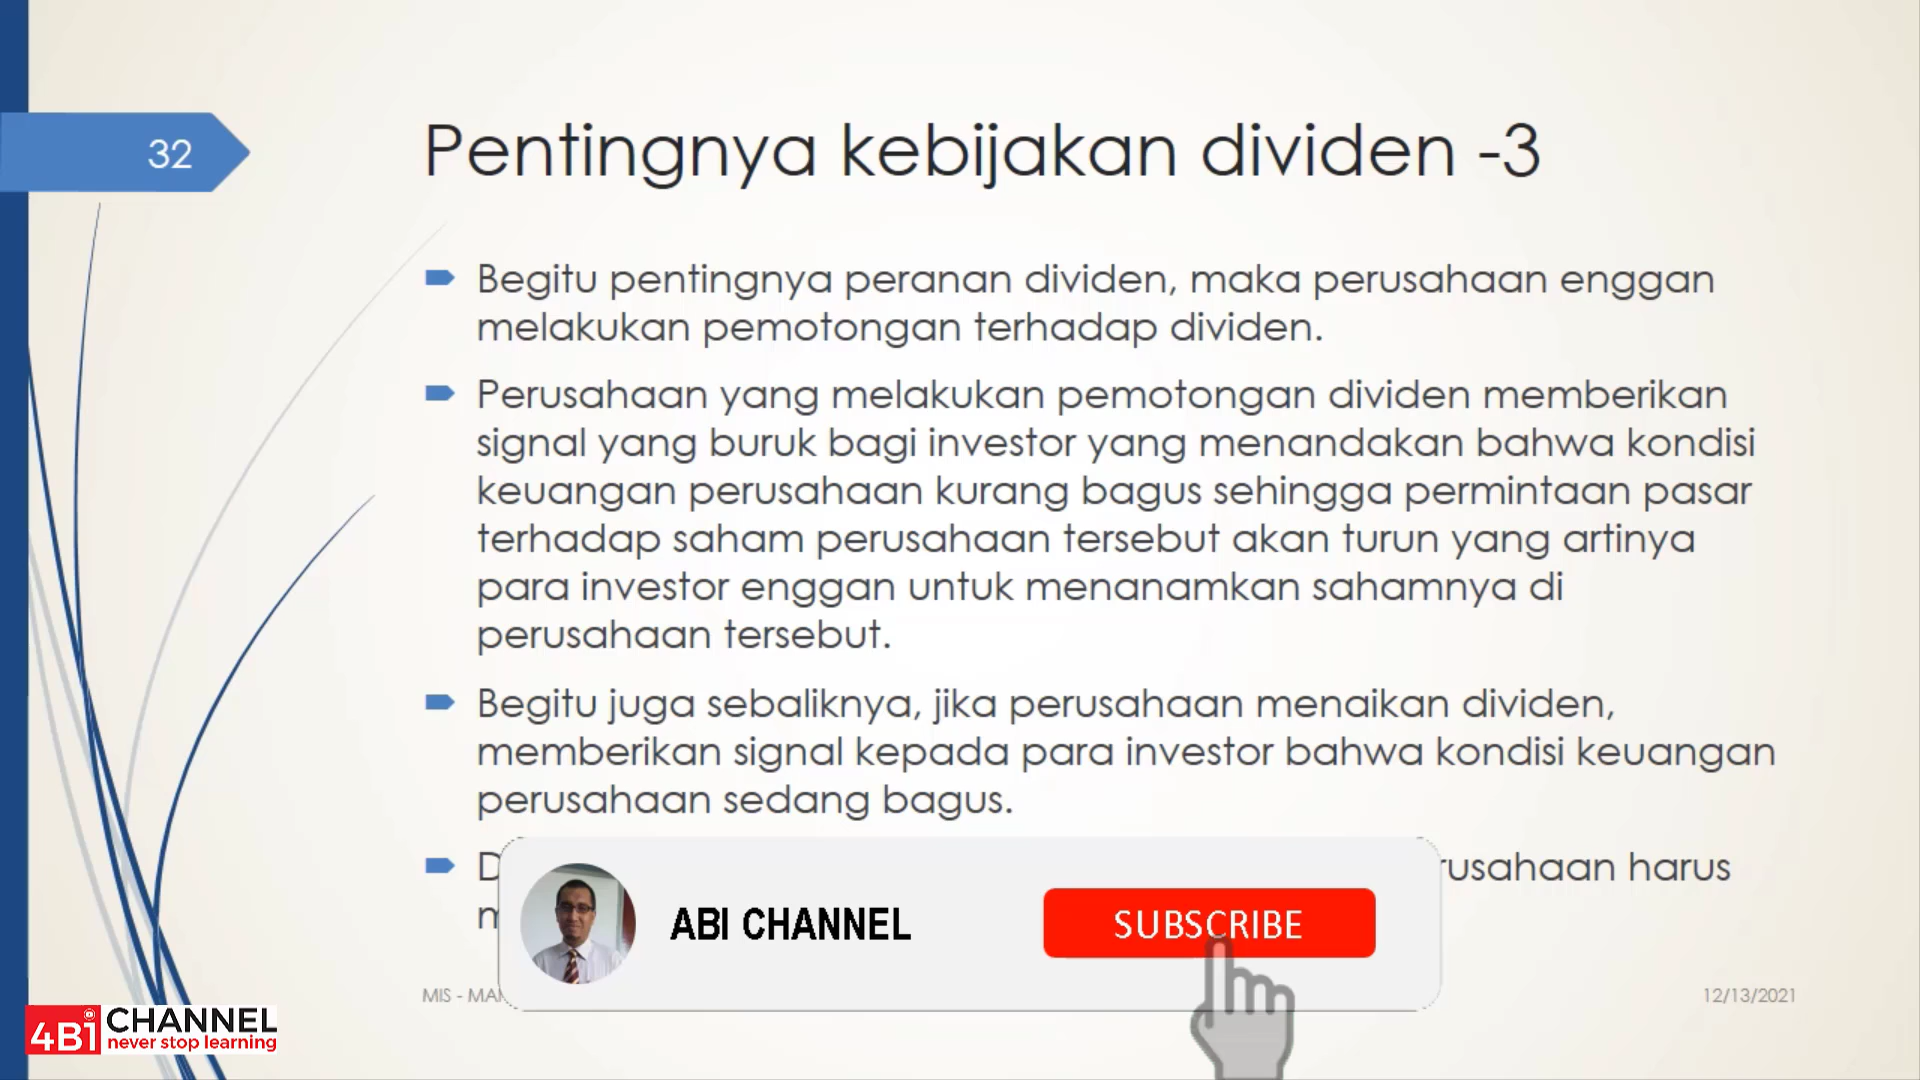 32
Pentingnya kebijakan dividen -3
Begitu pentingnya peranan dividen, maka perusahaan enggan
melakukan pemotongan terhadap dividen.
Perusahaan yang melakukan pemotongan dividen memberikan
signal yang buruk bagi investor yang menandakan bahwa kondisi
keuangan perusahaan kurang bagus sehingga permintaan pasar
terhadap saham perusahaan tersebut akan turun yang artinya
para investor enggan untuk menanamkan sahamnya di
perusahaan tersebut.
Begitu juga sebaliknya, jika perusahaan menaikan dividen,
memberikan signal kepada para investor bahwa kondisi keuangan
perusahaan sedang bagus.
harus
ABI CHANNEL
SUBSCRIBE
MIS -
12/13/2021
4Bi CHANNEL
never stop learning